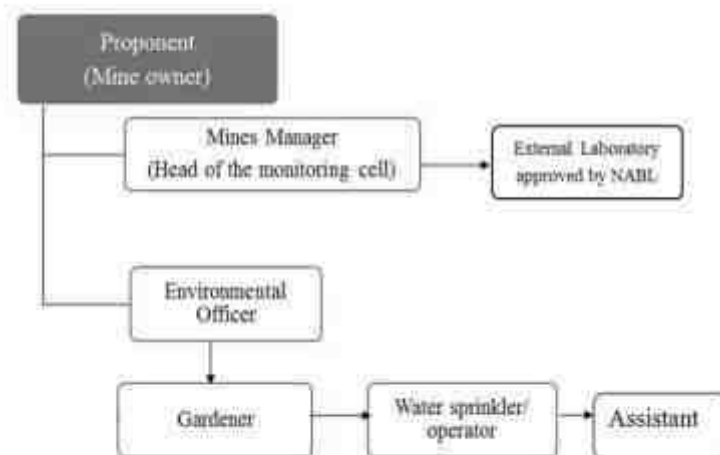 Proponent
(Mine owner)
Mines Manager
(Head of the monitoring cell)
External Laboratory
approved by NABL
Environmental
Officer
Gardener
Water sprinkler/
operator
Assistant